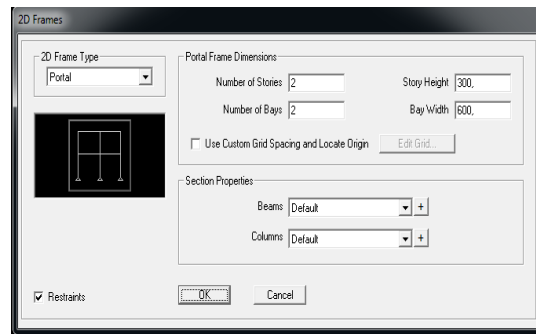 2D Frames
2D Frame Type
Portal
Portal Frame Dimensions
Number of Stories 2
Story Height 300,
Number of Bays 2
Bay Width 600,
Use Custom Grid Spacing and Locate Origin
Edit Grid...
Section Properties
Beams Default +
Columns Default +
Restraints
OK
Cancel